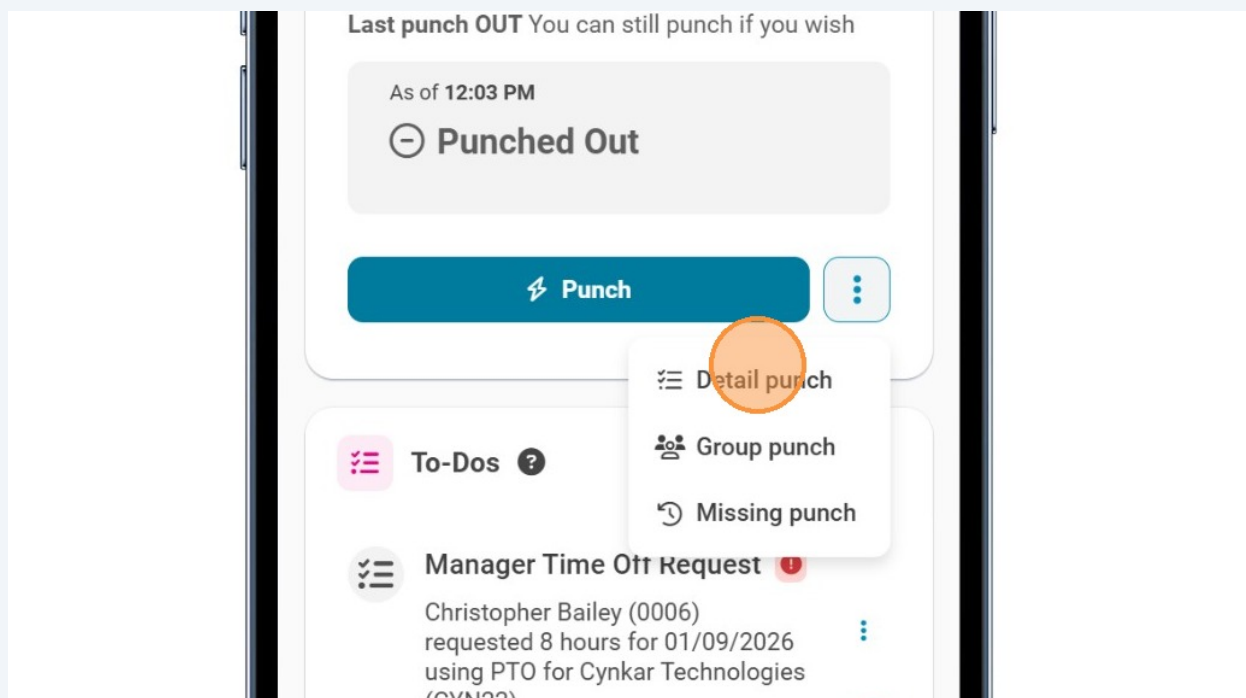 Last punch OUT You can still punch if you wish
As of 12:03 PM
Punched Out
Punch
Detail punch
Group punch
Missing punch
To-Dos
Manager Time Off Request
Christopher Bailey (0006)
requested 8 hours for 01/09/2026
using PTO for Cynkar Technologies